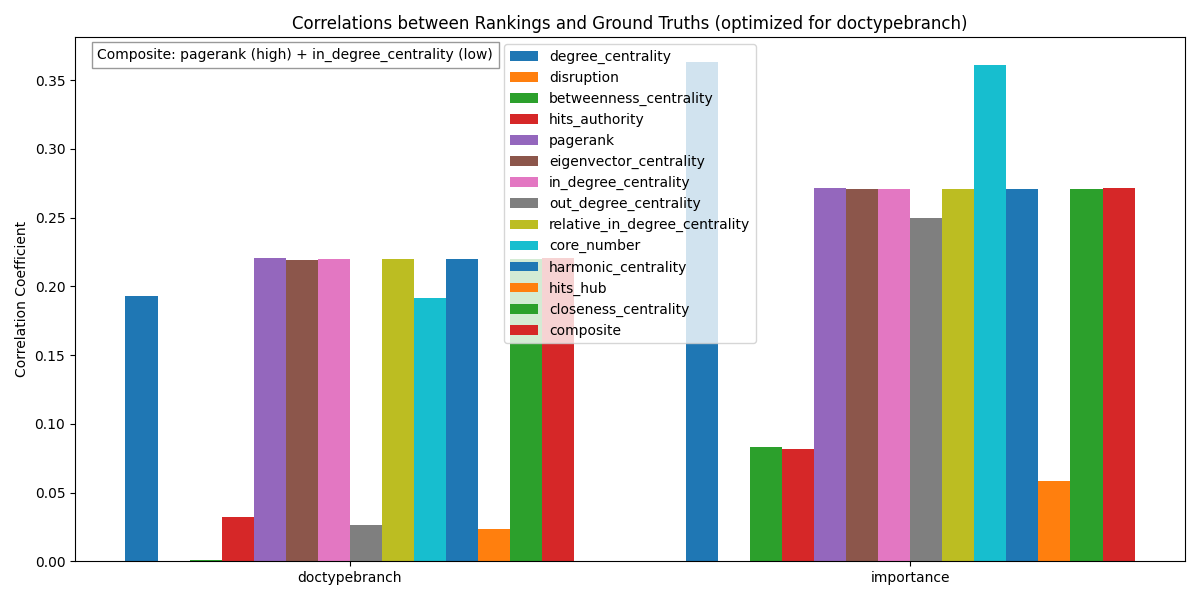 Correlations between Rankings and Ground Truths (optimized for doctypebranch)
Composite: pagerank (high) + in_degree_centrality (low)
degree_centrality
disruption
betweenness_centrality
hits_authority
pagerank
eigenvector_centrality
in_degree_centrality
out_degree_centrality
relative_in_degree_centrality
core_number
harmonic_centrality
hits_hub
closeness_centrality
composite
Correlation Coefficient
0.35
0.30
0.25
0.20
0.15
0.10
0.05
0.00
doctypebranch
importance